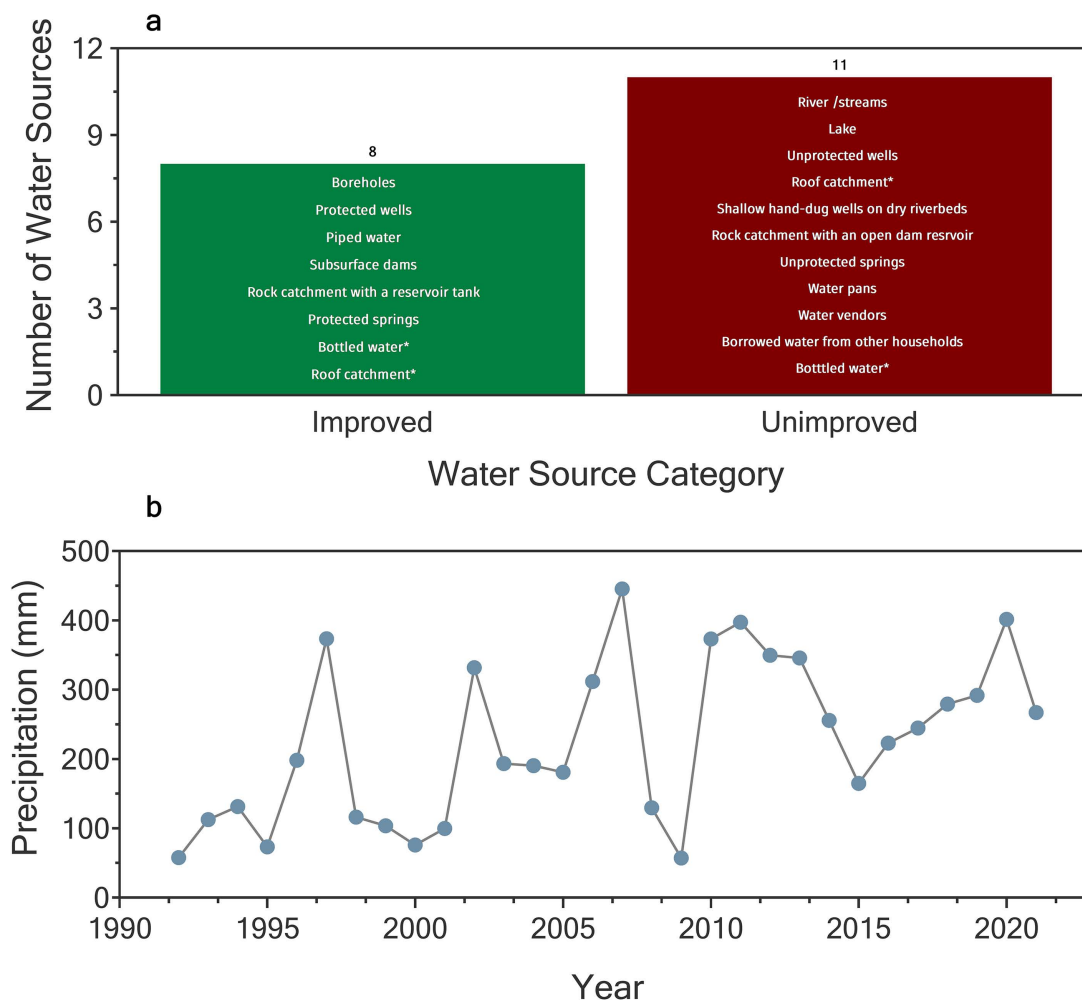 a
Number of Water Sources
12
9
6
3
0
8
Boreholes
Protected wells
Piped water
Subsurface dams
Rock catchment with a reservoir tank
Protected springs
Bottled water*
Roof catchment*
11
River /streams
Lake
Unprotected wells
Roof catchment*
Shallow hand-dug wells on dry riverbeds
Rock catchment with an open dam resrvoir
Unprotected springs
Water pans
Water vendors
Borrowed water from other households
Botttled water*
Improved
Unimproved
Water Source Category
b
Precipitation (mm)
500
400
300
200
100
0
1990
1995
2000
2005
2010
2015
2020
Year